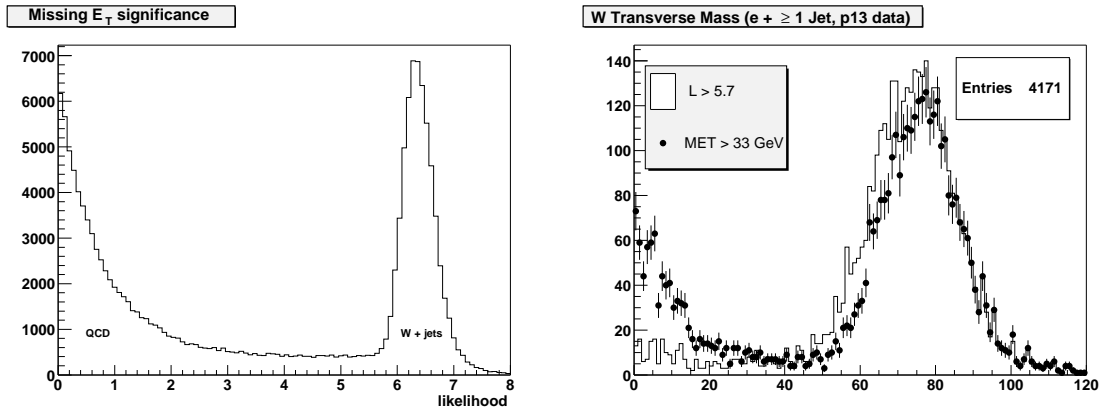 Missing E_T significance
7000
6000
5000
4000
3000
2000
1000
0
QCD
W + jets
0 1 2 3 4 5 6 7 8
likelihood
W Transverse Mass (e + ≥ 1 Jet, p13 data)
140
120
100
80
60
40
20
0
L > 5.7
MET > 33 GeV
Entries 4171
0 20 40 60 80 100 120